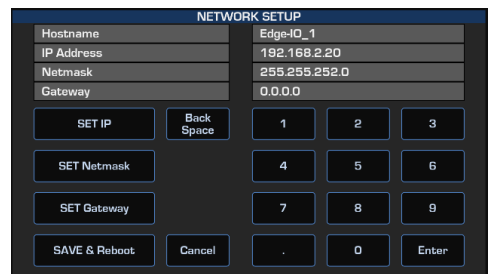 NETWORK SETUP
Hostname Edge-IO_1
IP Address 192.168.2.20
Netmask 255.255.252.0
Gateway 0.0.0.0
SET IP Back Space 1 2 3
SET Netmask 4 5 6
SET Gateway 7 8 9
SAVE & Reboot Cancel . 0 Enter